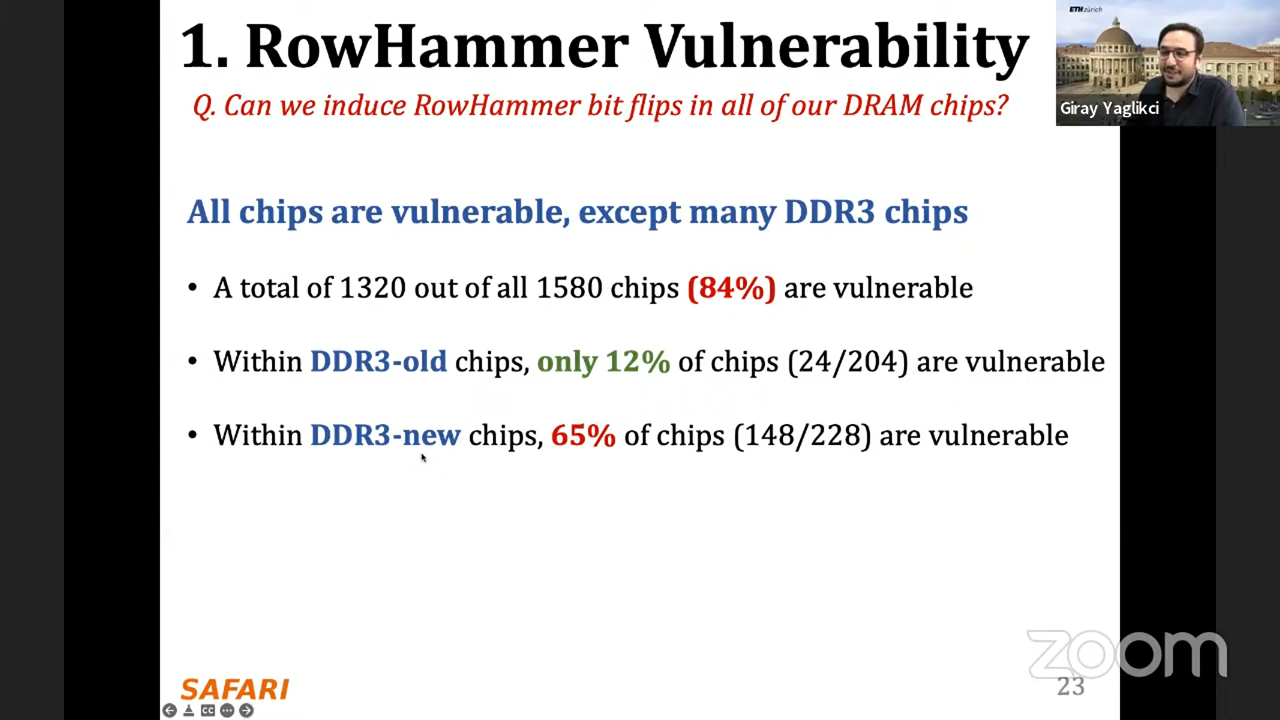 1. RowHammer Vulnerability
Q. Can we induce RowHammer bit flips in all of our DRAM chips?
ETH zürich
Giray Yaglikci
All chips are vulnerable, except many DDR3 chips
• A total of 1320 out of all 1580 chips (84%) are vulnerable
• Within DDR3-old chips, only 12% of chips (24/204) are vulnerable
• Within DDR3-new chips, 65% of chips (148/228) are vulnerable
zoom
SAFARI
23